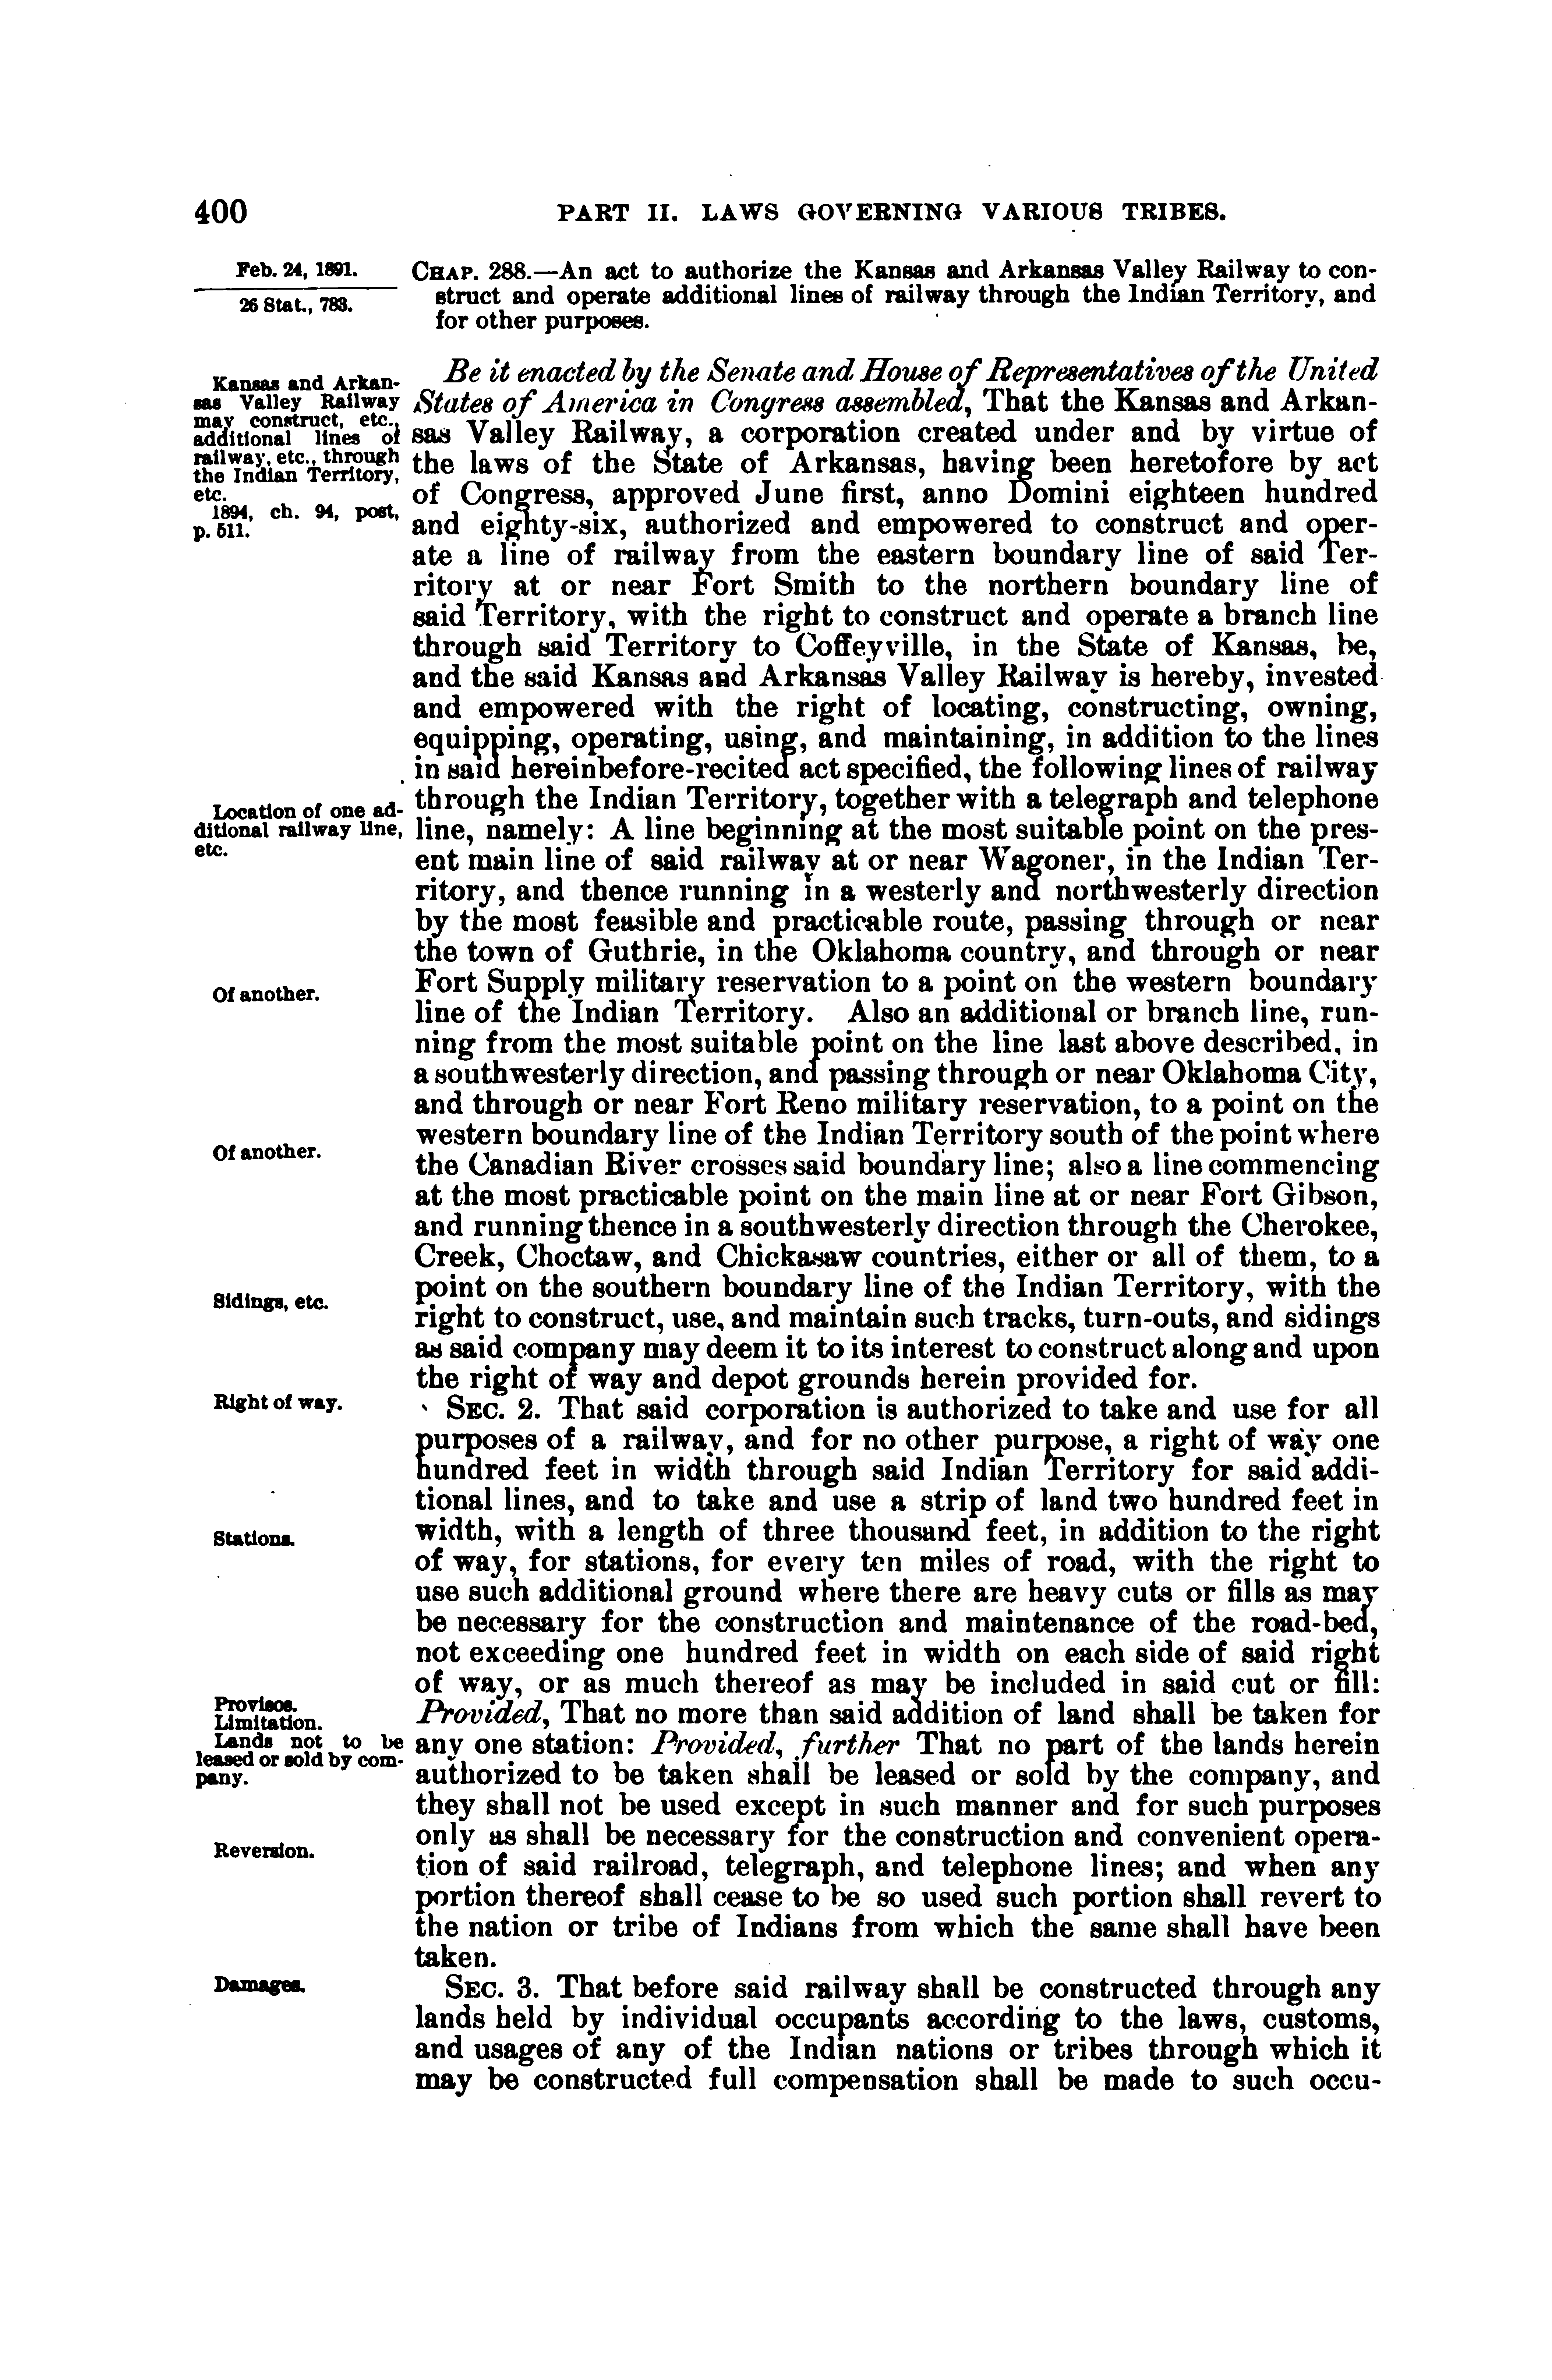 400
PART II. LAWS GOVERNING VARIOUS TRIBES.
Feb. 24, 1891.
26 Stat., 783.
CHAP. 288.—An act to authorize the Kansas and Arkansas Valley Railway to con-
struct and operate additional lines of railway through the Indian Territory, and
for other purposes.
Kansas and Arkan-
sas Valley Railway
may construct, etc.,
additional lines of
railway, etc., through
the Indian Territory,
etc.
1894, ch. 94, post,
p. 511.
Be it enacted by the Senate and House of Representatives of the United
States of America in Congress assembled, That the Kansas and Arkan-
sas Valley Railway, a corporation created under and by virtue of
the laws of the State of Arkansas, having been heretofore by act
of Congress, approved June first, anno Domini eighteen hundred
and eighty-six, authorized and empowered to construct and oper-
ate a line of railway from the eastern boundary line of said Ter-
ritory at or near Fort Smith to the northern boundary line of
said Territory, with the right to construct and operate a branch line
through said Territory to Coffeyville, in the State of Kansas, be,
and the said Kansas and Arkansas Valley Railway is hereby, invested
and empowered with the right of locating, constructing, owning,
equipping, operating, using, and maintaining, in addition to the lines
in said hereinbefore-recited act specified, the following lines of railway
Location of one ad-
ditional railway line,
etc.
through the Indian Territory, together with a telegraph and telephone
line, namely: A line beginning at the most suitable point on the pres-
ent main line of said railway at or near Wagoner, in the Indian Ter-
ritory, and thence running in a westerly and northwesterly direction
by the most feasible and practicable route, passing through or near
the town of Guthrie, in the Oklahoma country, and through or near
Fort Supply military reservation to a point on the western boundary
Of another.
line of the Indian Territory. Also an additional or branch line, run-
ning from the most suitable point on the line last above described, in
a southwesterly direction, and passing through or near Oklahoma City,
and through or near Fort Reno military reservation, to a point on the
western boundary line of the Indian Territory south of the point where
Of another.
the Canadian River crosses said boundary line; also a line commencing
at the most practicable point on the main line at or near Fort Gibson,
and running thence in a southwesterly direction through the Cherokee,
Creek, Choctaw, and Chickasaw countries, either or all of them, to a
point on the southern boundary line of the Indian Territory, with the
Sidings, etc.
right to construct, use, and maintain such tracks, turn-outs, and sidings
as said company may deem it to its interest to construct along and upon
the right of way and depot grounds herein provided for.
Right of way.
SEC. 2. That said corporation is authorized to take and use for all
purposes of a railway, and for no other purpose, a right of way one
hundred feet in width through said Indian Territory for said addi-
tional lines, and to take and use a strip of land two hundred feet in
Stations.
width, with a length of three thousand feet, in addition to the right
of way, for stations, for every ten miles of road, with the right to
use such additional ground where there are heavy cuts or fills as may
be necessary for the construction and maintenance of the road-bed,
not exceeding one hundred feet in width on each side of said right
of way, or as much thereof as may be included in said cut or fill:
Provisos.
Limitation.
Lands not to be
leased or sold by com-
pany.
Provided, That no more than said addition of land shall be taken for
any one station: Provided, further That no part of the lands herein
authorized to be taken shall be leased or sold by the company, and
they shall not be used except in such manner and for such purposes
only as shall be necessary for the construction and convenient opera-
Reversion.
tion of said railroad, telegraph, and telephone lines; and when any
portion thereof shall cease to be so used such portion shall revert to
the nation or tribe of Indians from which the same shall have been
taken.
Damages.
SEC. 3. That before said railway shall be constructed through any
lands held by individual occupants according to the laws, customs,
and usages of any of the Indian nations or tribes through which it
may be constructed full compensation shall be made to such occu-